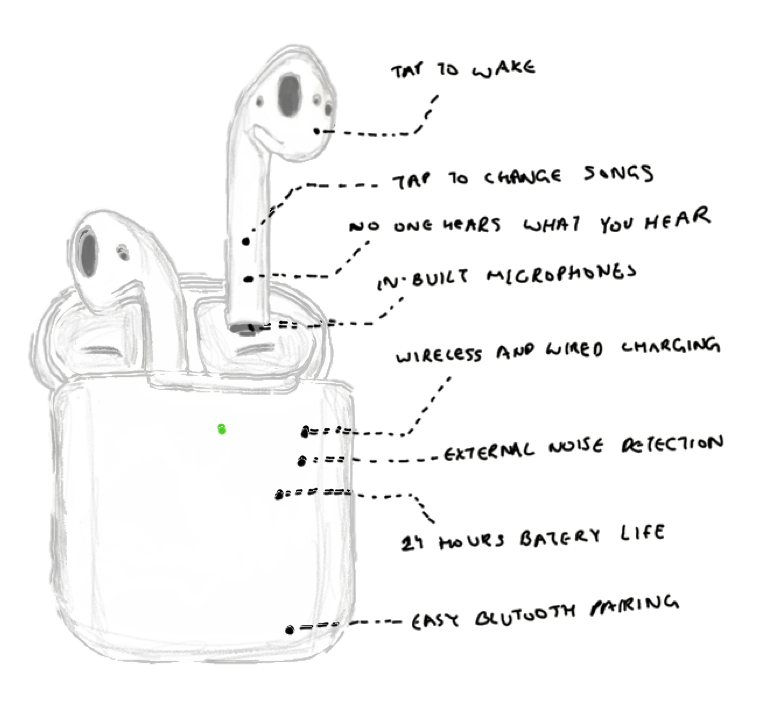 TAP TO WAKE
TAP TO CHANGE SONGS
NO ONE HEARS WHAT YOU HEAR
IN-BUILT MICROPHONES
WIRELESS AND WIRED CHARGING
EXTERNAL NOISE DETECTION
24 HOURS BATERY LIFE
EASY BLUTOOTH PAIRING